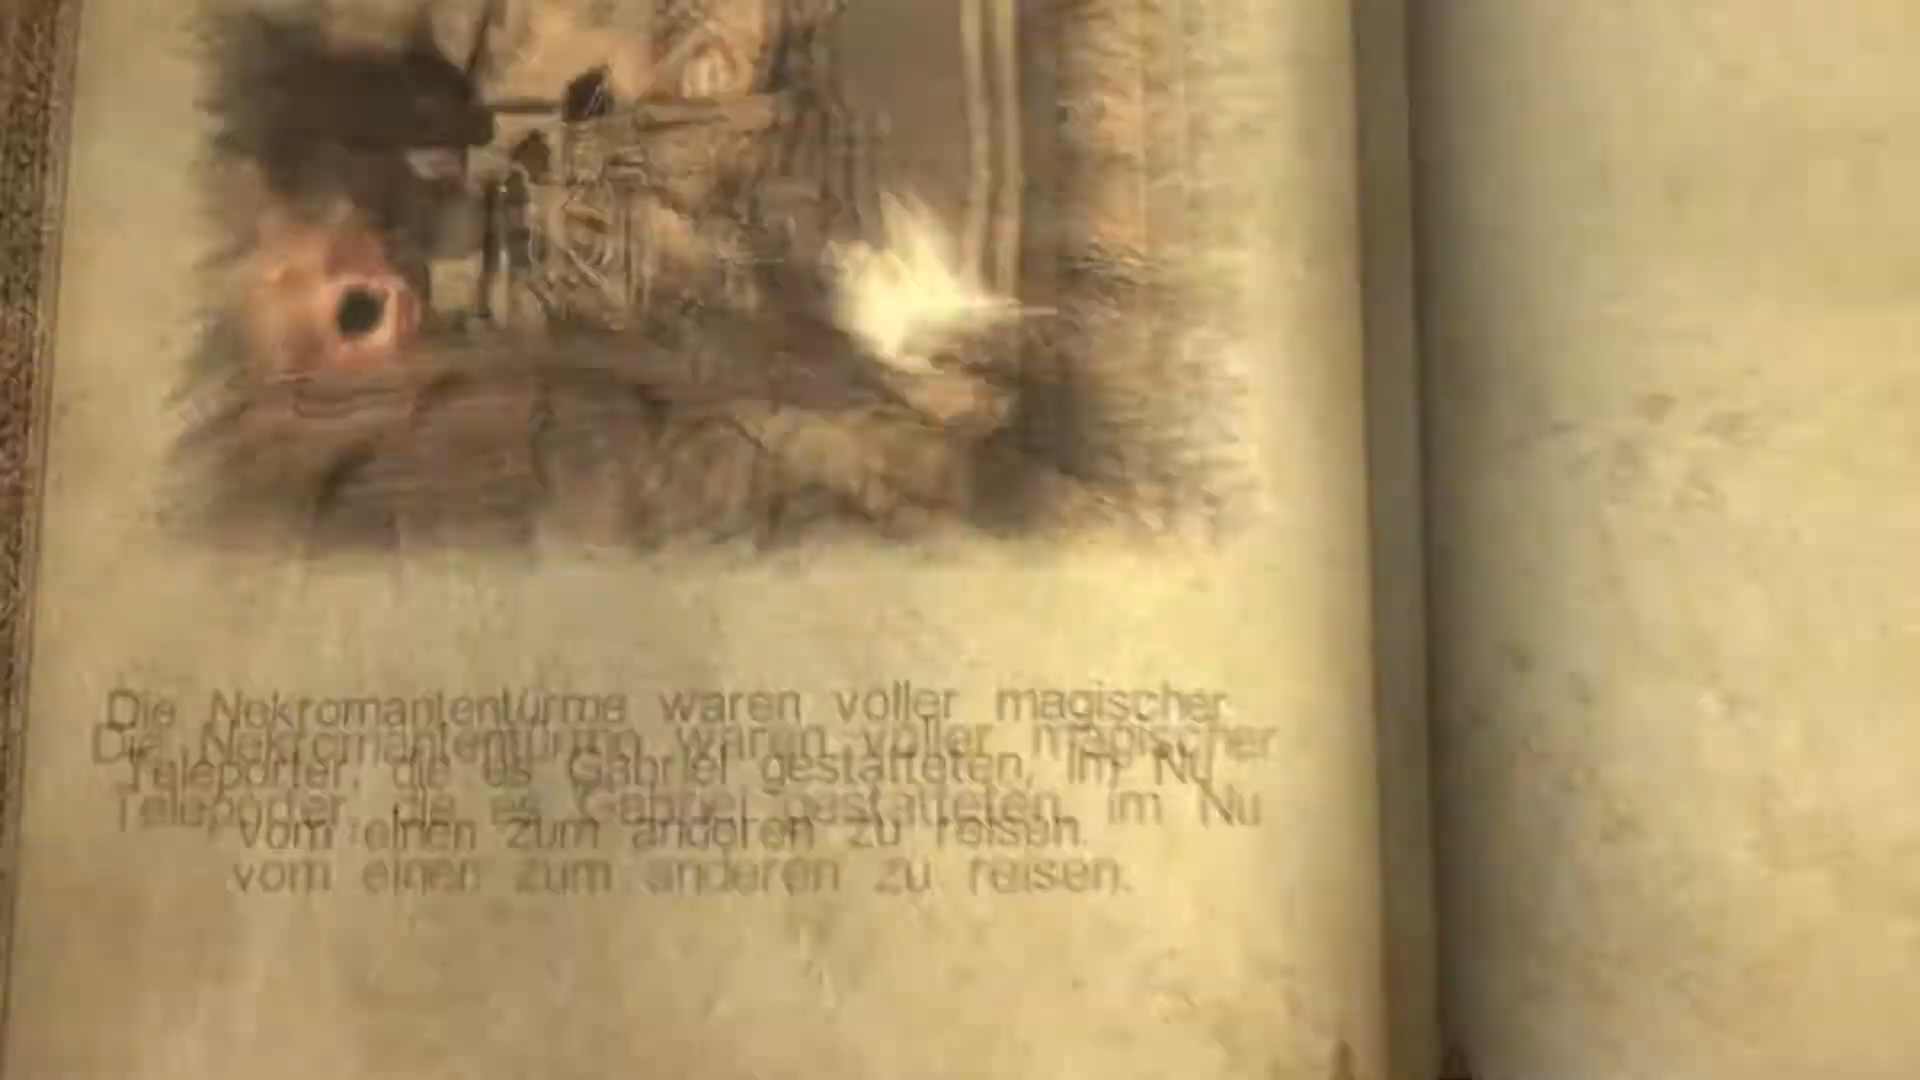 Die Nekromantentürme waren voller magischer
Teleporter, die es Gabriel gestatteten, im Nu
vom einen zum anderen zu reisen.